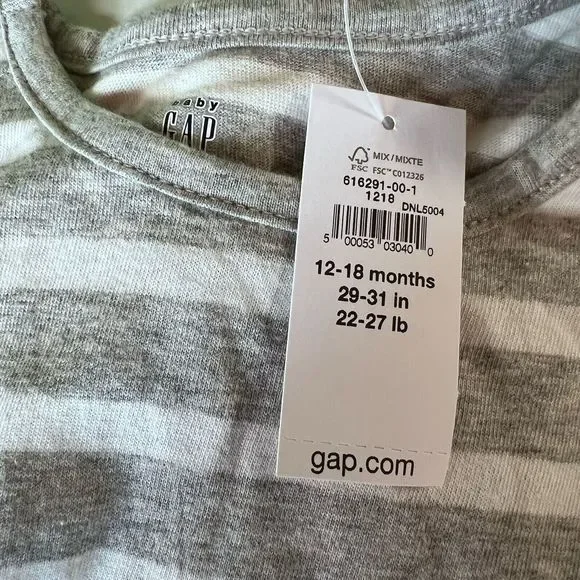 baby
GAP
MIX / MIXTE
FSC FSC™ C012326
616291-00-1
1218 DNL5004
5 00053 03040 0
12-18 months
29-31 in
22-27 lb
gap.com